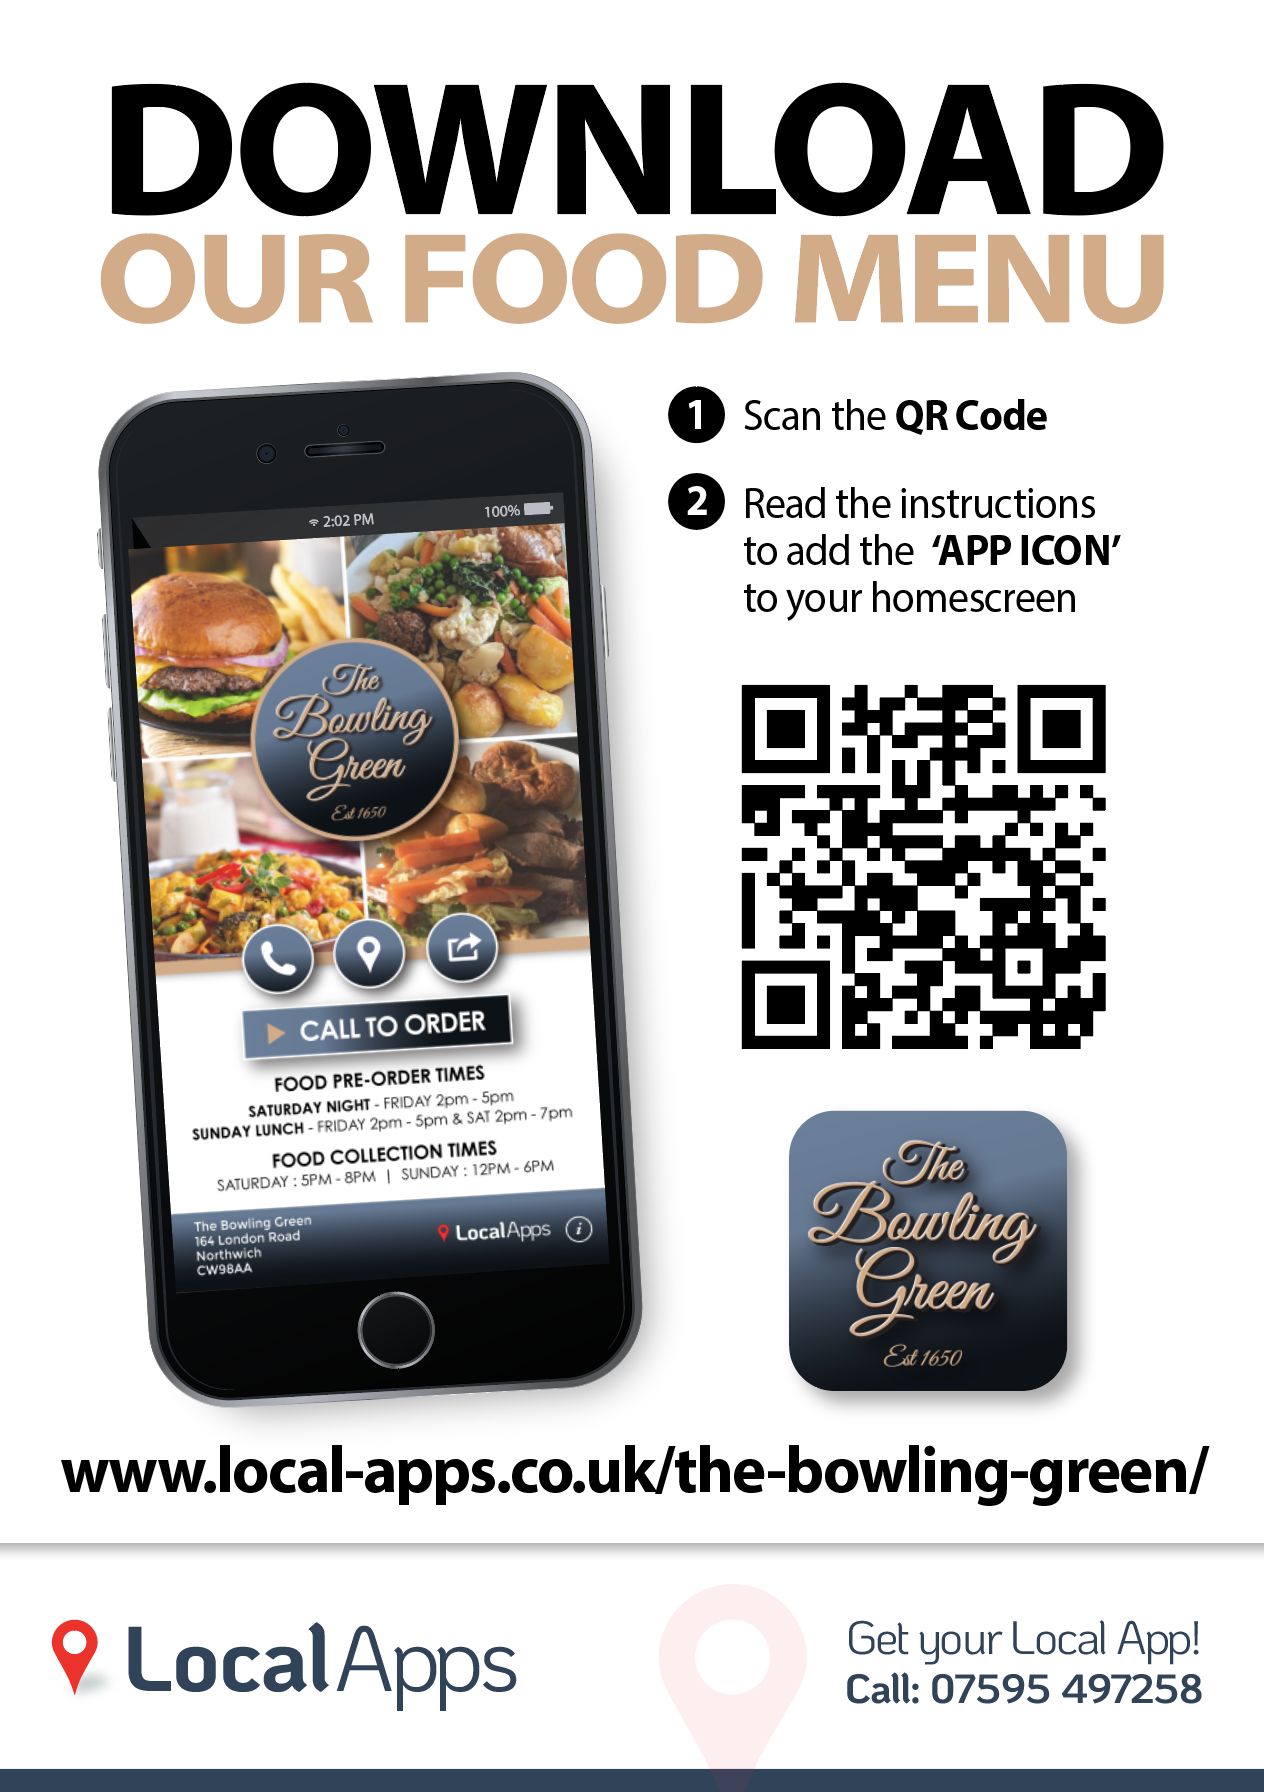 DOWNLOAD
OUR FOOD MENU
1 Scan the QR Code
2 Read the instructions
to add the ‘APP ICON’
to your homescreen
2:02 PM 100%
The
Bowling
Green
Est 1650
CALL TO ORDER
FOOD PRE-ORDER TIMES
SATURDAY NIGHT - FRIDAY 2pm - 5pm
SUNDAY LUNCH - FRIDAY 2pm - 5pm & SAT 2pm - 7pm
FOOD COLLECTION TIMES
SATURDAY : 5PM - 8PM | SUNDAY : 12PM - 6PM
The Bowling Green
164 London Road
Northwich
CW98AA
LocalApps i
The
Bowling
Green
Est 1650
www.local-apps.co.uk/the-bowling-green/
LocalApps
Get your Local App!
Call: 07595 497258